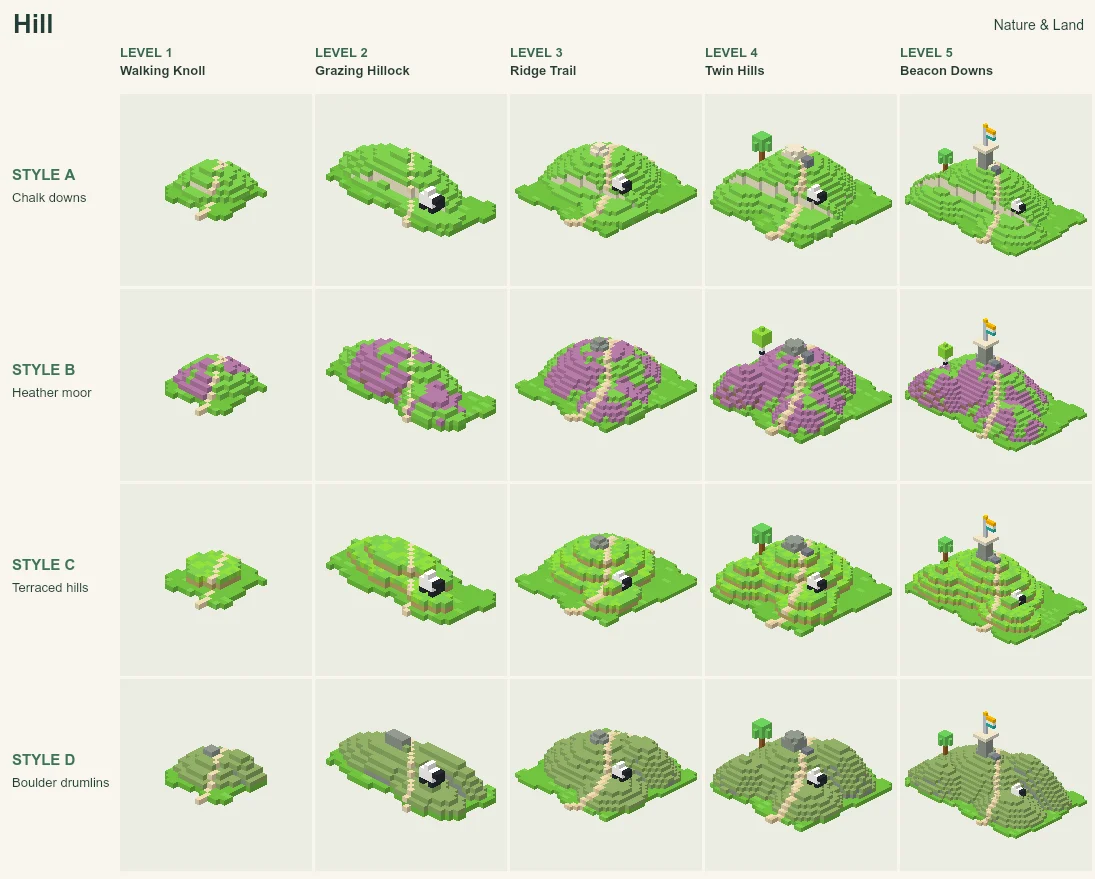 Hill
Nature & Land
LEVEL 1
Walking Knoll
LEVEL 2
Grazing Hillock
LEVEL 3
Ridge Trail
LEVEL 4
Twin Hills
LEVEL 5
Beacon Downs
STYLE A
Chalk downs
STYLE B
Heather moor
STYLE C
Terraced hills
STYLE D
Boulder drumlins